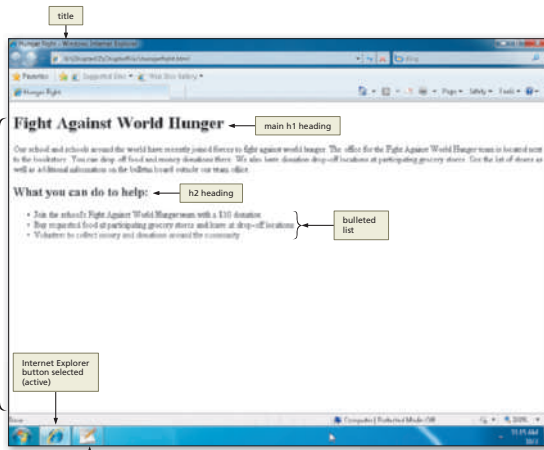 title
Hunger Fight - Windows Internet Explorer
Favorites
Hunger Fight
Page Safety Tools
Fight Against World Hunger
main h1 heading
Our school and schools around the world have recently joined forces to fight against world hunger. The office for the Fight Against World Hunger team is located next
to the bookstore. You can drop off food and money donations there. We also have donation drop-off locations at participating grocery stores. See the list of stores as
well as additional information on the bulletin board outside our team office.
What you can do to help:
h2 heading
• Join the school's Fight Against World Hunger team with a $10 donation
• Buy requested food at participating grocery stores and leave at drop-off locations
• Volunteer to collect money and donations around the community
bulleted
list
Internet Explorer
button selected
(active)
Done
Computer | Protected Mode: Off
200%
11:15 AM